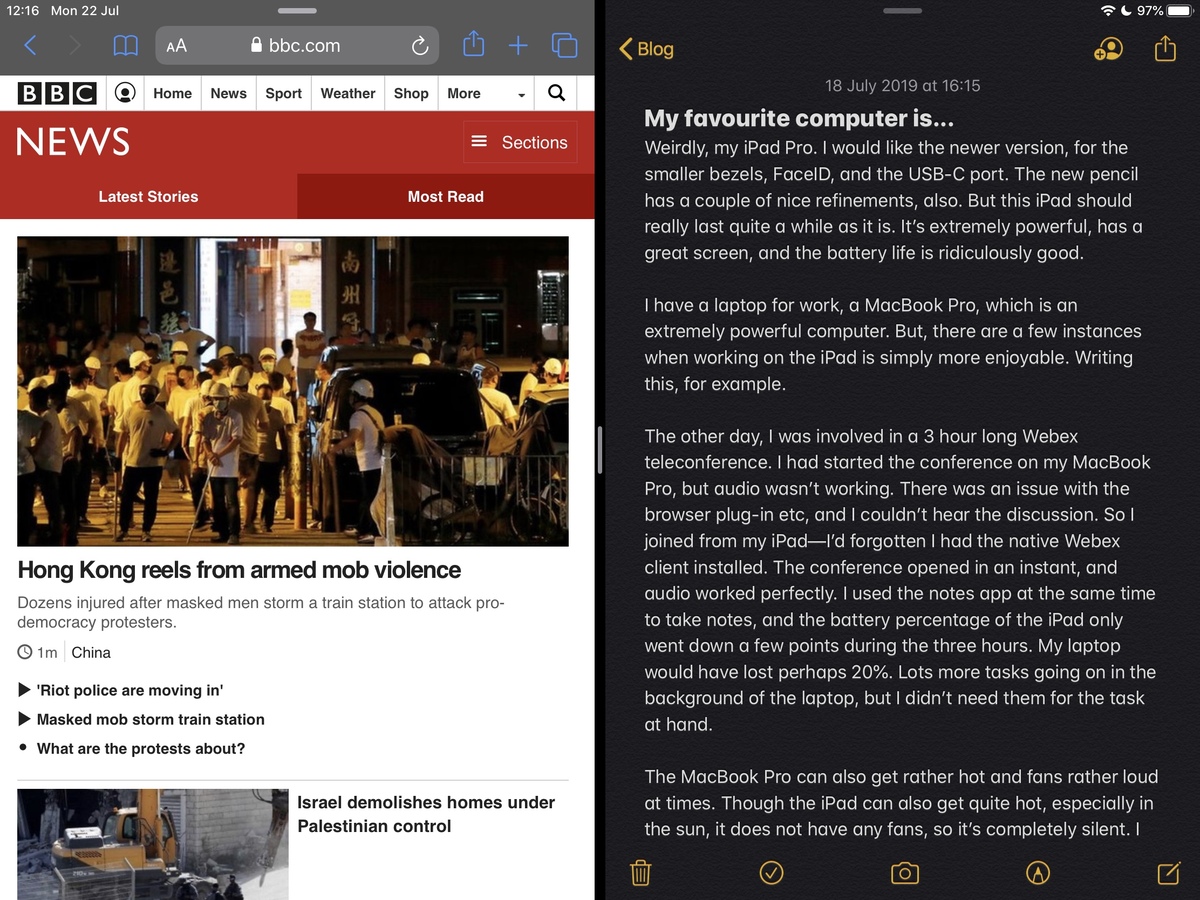 12:16 Mon 22 Jul
97%
AA bbc.com
BBC Home News Sport Weather Shop More
NEWS
Sections
Latest Stories Most Read
南州冠
Hong Kong reels from armed mob violence
Dozens injured after masked men storm a train station to attack pro-
democracy protesters.
1m China
'Riot police are moving in'
Masked mob storm train station
What are the protests about?
Israel demolishes homes under
Palestinian control
Blog
18 July 2019 at 16:15
My favourite computer is...
Weirdly, my iPad Pro. I would like the newer version, for the
smaller bezels, FaceID, and the USB-C port. The new pencil
has a couple of nice refinements, also. But this iPad should
really last quite a while as it is. It's extremely powerful, has a
great screen, and the battery life is ridiculously good.
I have a laptop for work, a MacBook Pro, which is an
extremely powerful computer. But, there are a few instances
when working on the iPad is simply more enjoyable. Writing
this, for example.
The other day, I was involved in a 3 hour long Webex
teleconference. I had started the conference on my MacBook
Pro, but audio wasn't working. There was an issue with the
browser plug-in etc, and I couldn't hear the discussion. So I
joined from my iPad—I'd forgotten I had the native Webex
client installed. The conference opened in an instant, and
audio worked perfectly. I used the notes app at the same time
to take notes, and the battery percentage of the iPad only
went down a few points during the three hours. My laptop
would have lost perhaps 20%. Lots more tasks going on in the
background of the laptop, but I didn't need them for the task
at hand.
The MacBook Pro can also get rather hot and fans rather loud
at times. Though the iPad can also get quite hot, especially in
the sun, it does not have any fans, so it's completely silent. I